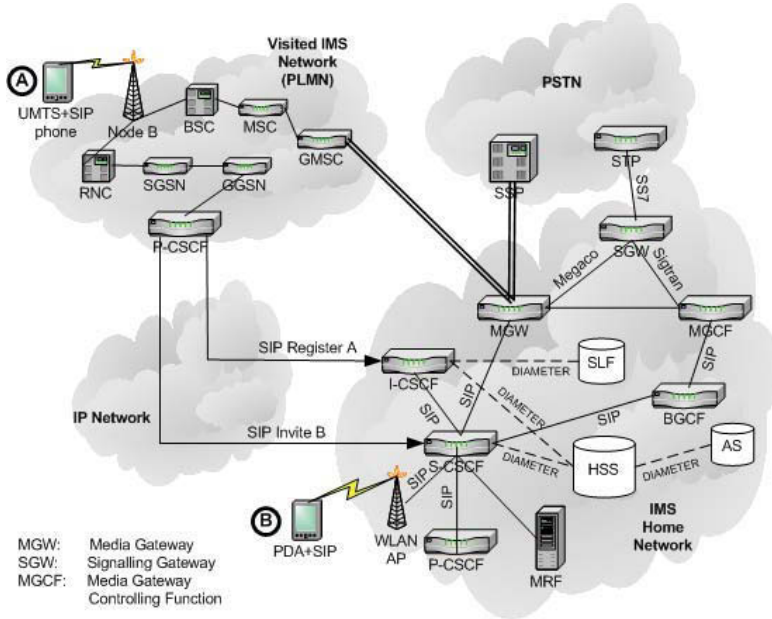 Visited IMS
Network
(PLMN)
PSTN
A
UMTS+SIP
phone
Node B
BSC
MSC
GMSC
RNC
SGSN
GGSN
P-CSCF
SSP
STP
SS7
SGW
Megaco
Sigtran
MGW
MGCF
SIP Register A
I-CSCF
DIAMETER
SLF
SIP
SIP
DIAMETER
SIP
SIP
BGCF
IP Network
SIP Invite B
S-CSCF
DIAMETER
HSS
DIAMETER
AS
SIP
SIP
B
PDA+SIP
WLAN
AP
P-CSCF
MRF
IMS
Home
Network
MGW: Media Gateway
SGW: Signalling Gateway
MGCF: Media Gateway
Controlling Function